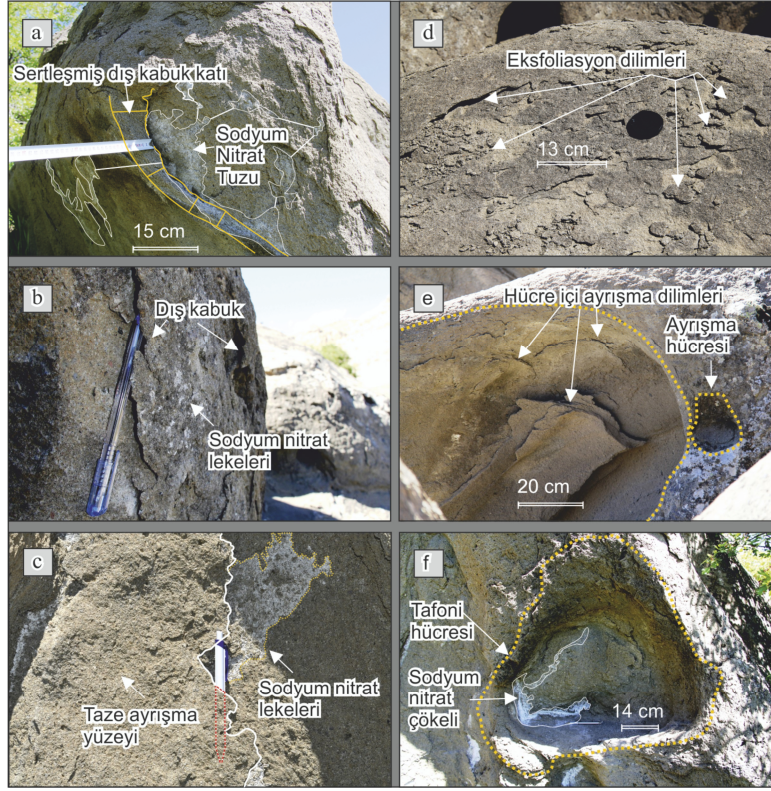 a
Sertleşmiş dış kabuk katı
Sodyum
Nitrat
Tuzu
15 cm
b
Dış kabuk
Sodyum nitrat
lekeleri
c
Taze ayrışma
yüzeyi
Sodyum nitrat
lekeleri
d
Eksfoliasyon dilimleri
13 cm
e
Hücre içi ayrışma dilimleri
Ayrışma
hücresi
20 cm
f
Tafoni
hücresi
Sodyum
nitrat
çökeli
14 cm